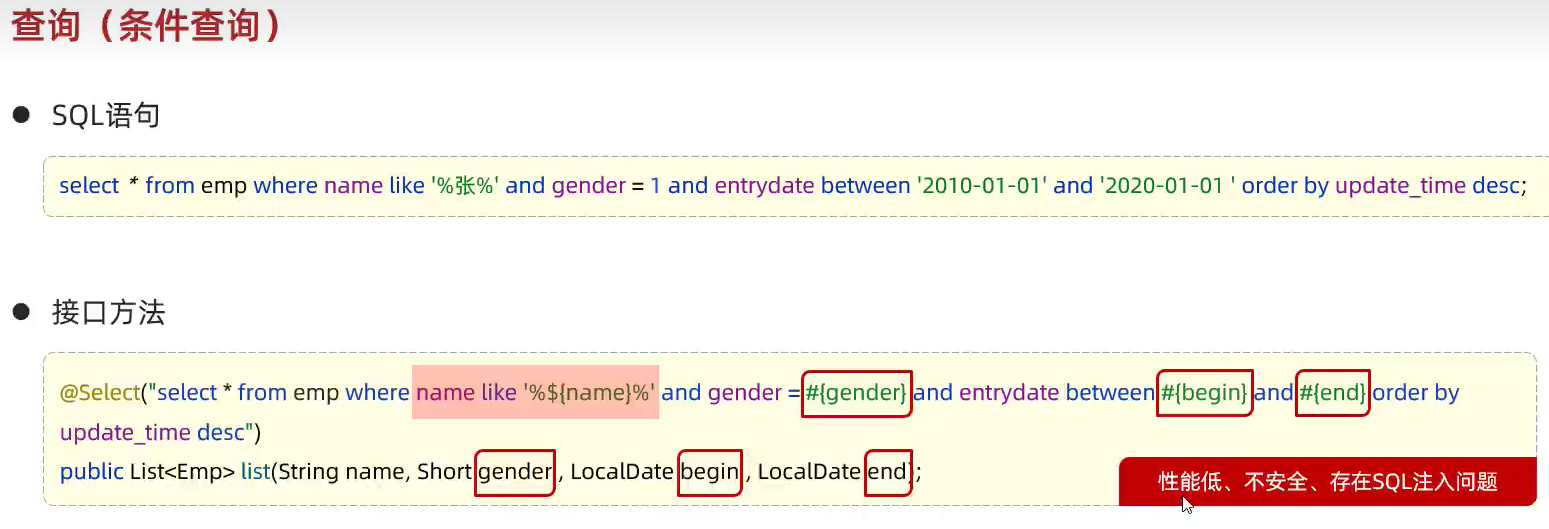 查询（条件查询）
● SQL语句
select * from emp where name like '%张%' and gender = 1 and entrydate between '2010-01-01' and '2020-01-01 ' order by update_time desc;
● 接口方法
@Select("select * from emp where name like '%${name}%' and gender = #{gender} and entrydate between #{begin} and #{end} order by
update_time desc")
public List<Emp> list(String name, Short gender , LocalDate begin , LocalDate end);
性能低、不安全、存在SQL注入问题